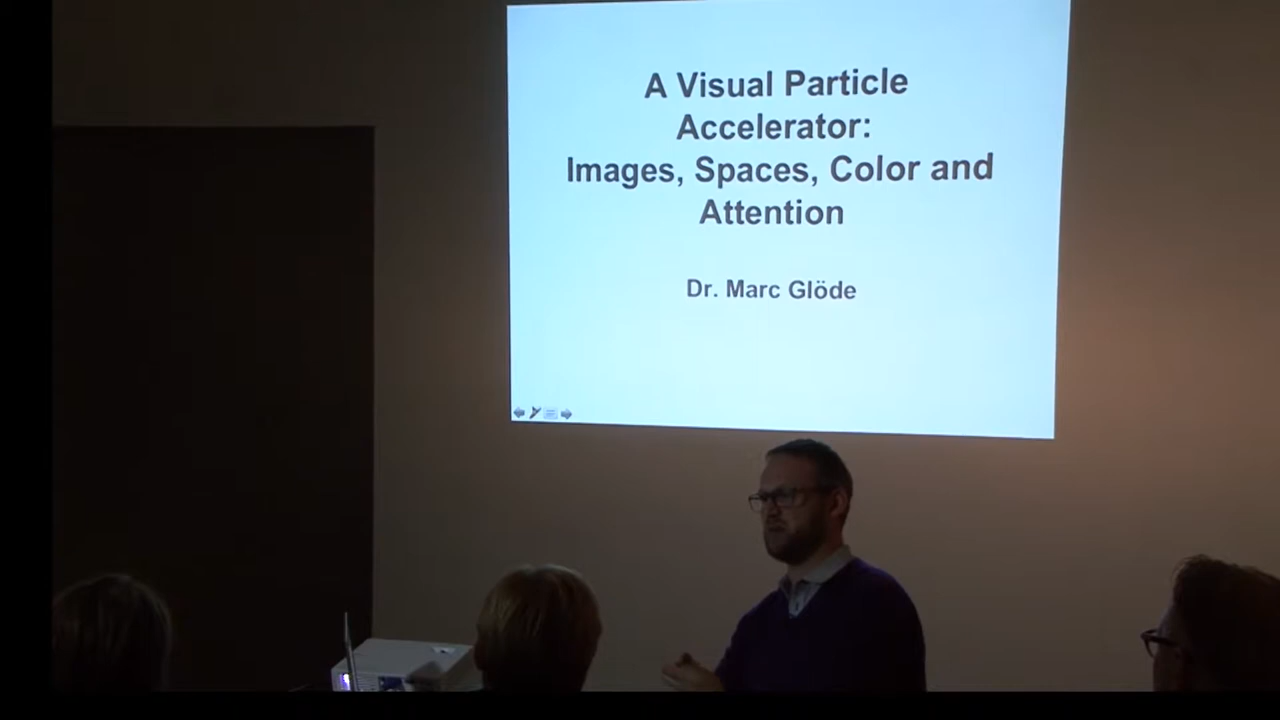 A Visual Particle
Accelerator:
Images, Spaces, Color and
Attention
Dr. Marc Glöde